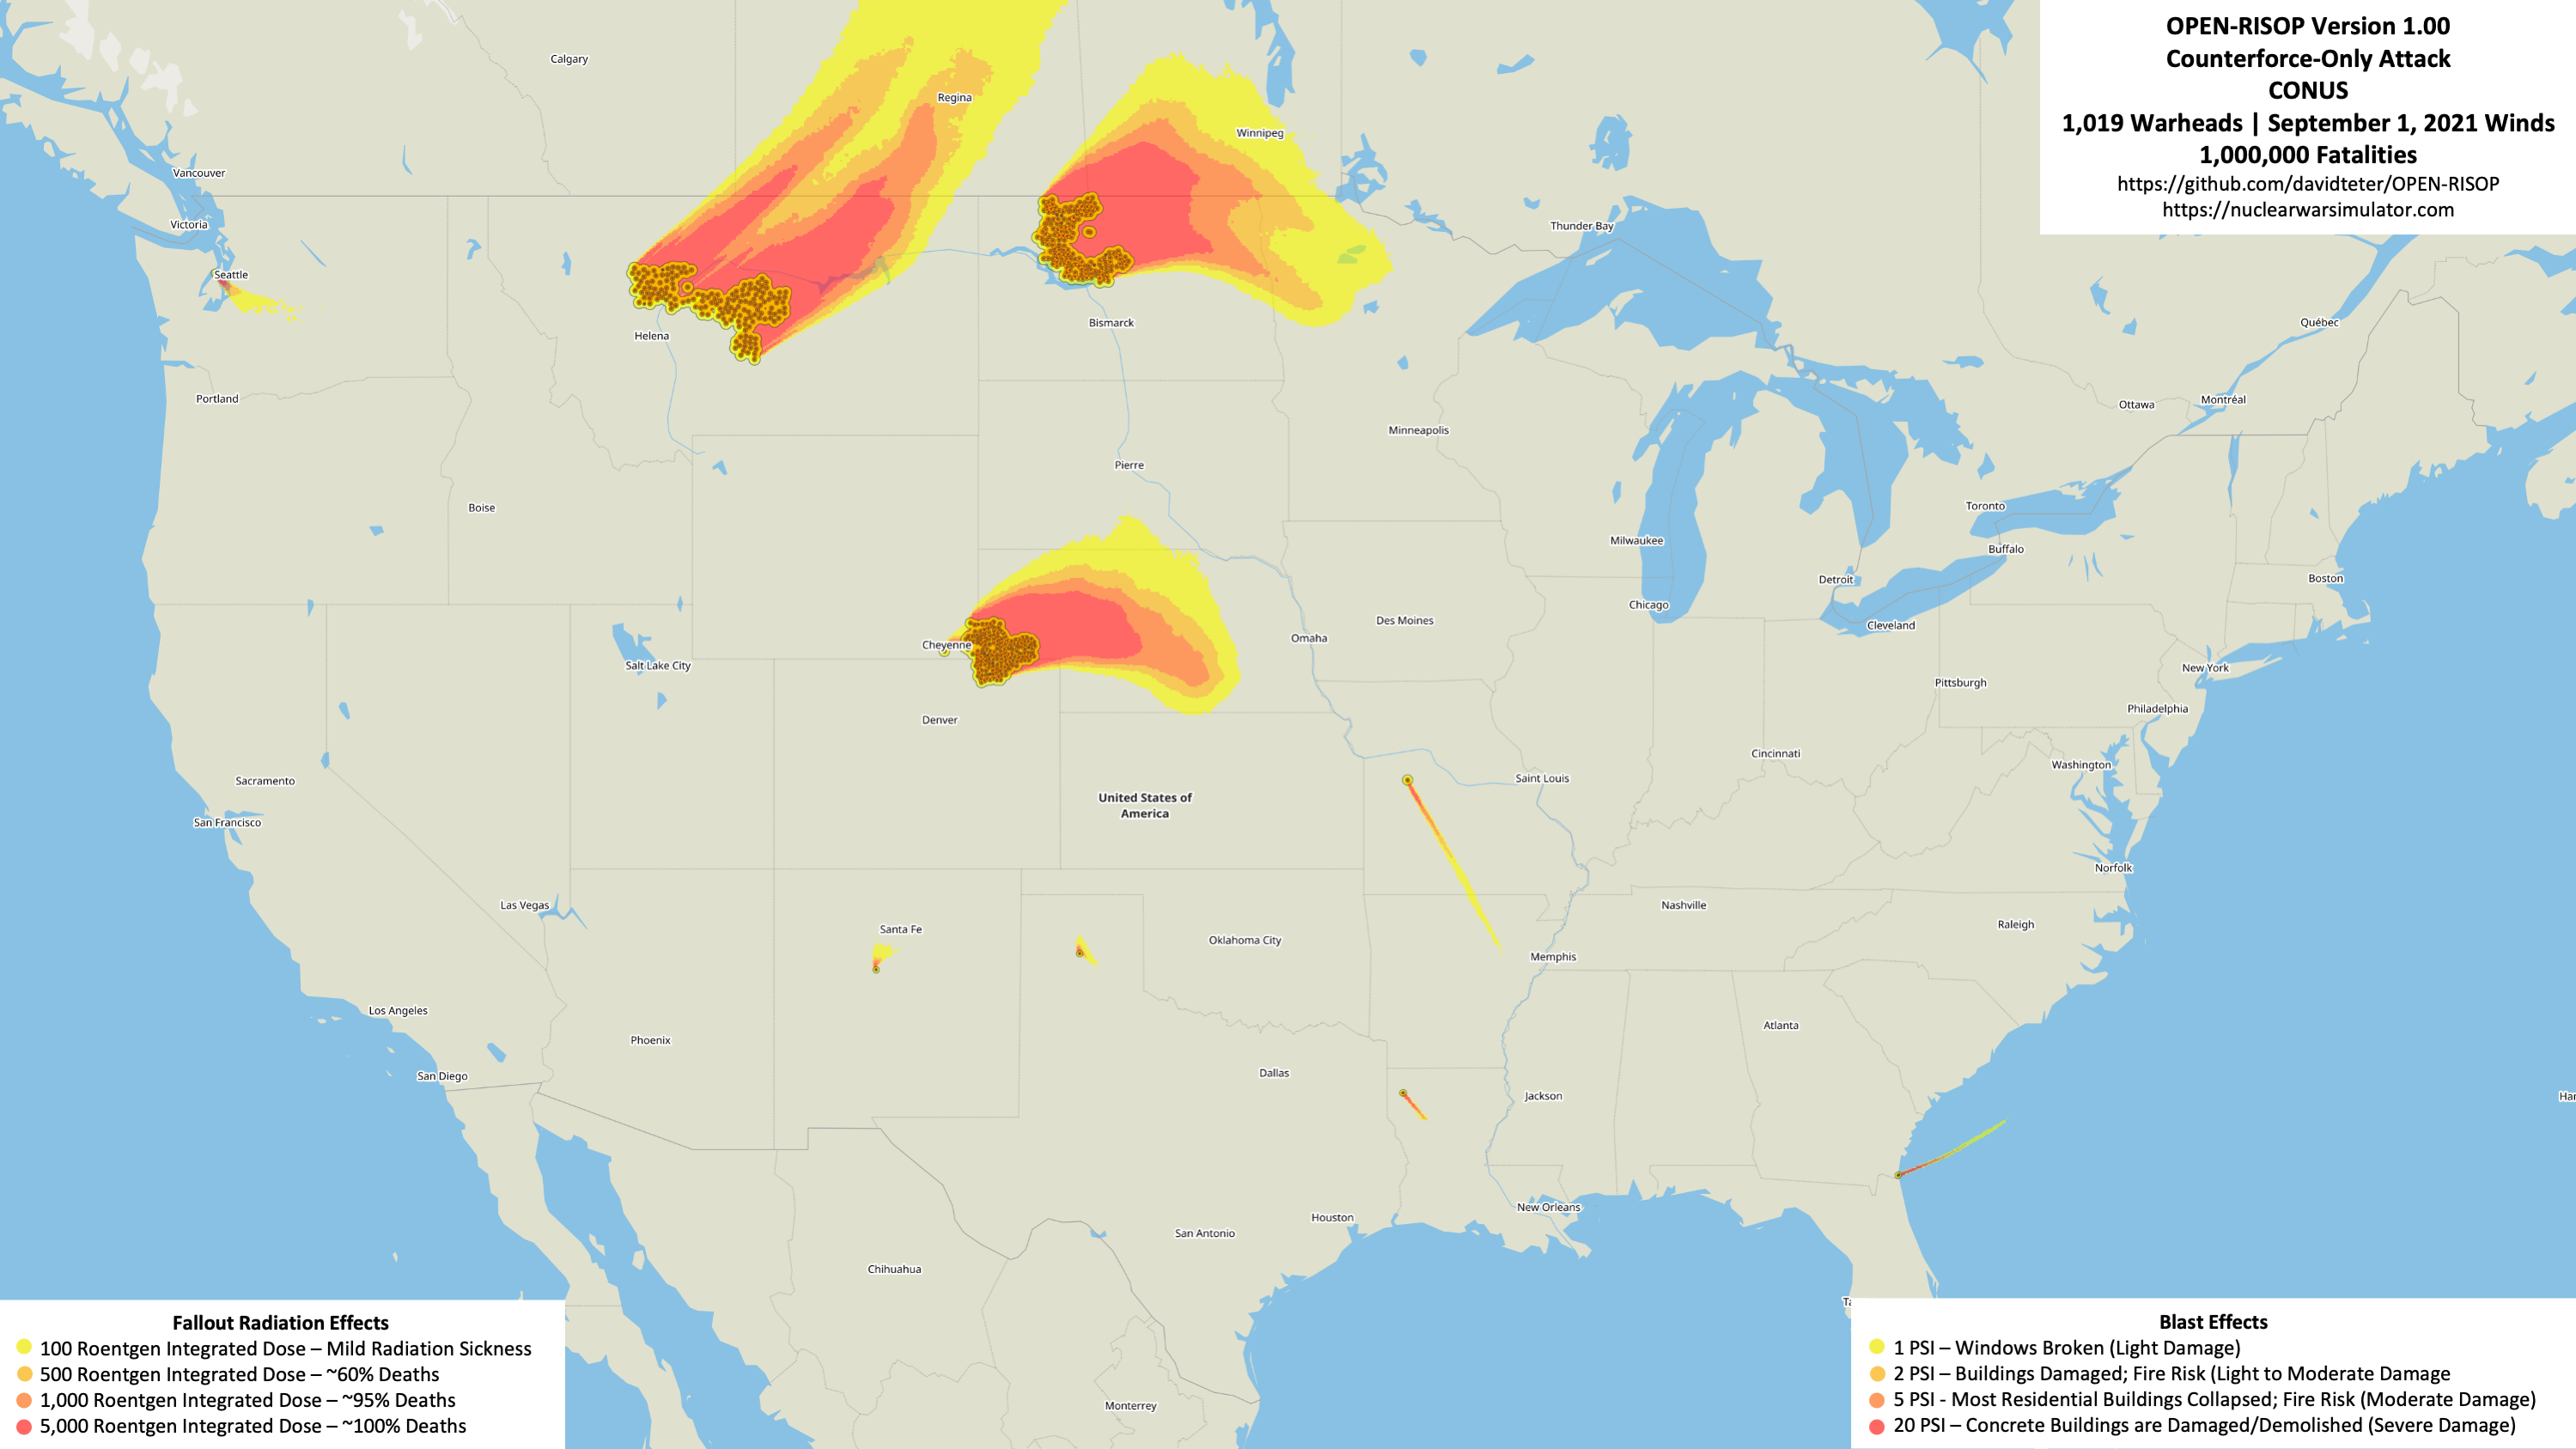 OPEN-RISOP Version 1.00
Counterforce-Only Attack
CONUS
1,019 Warheads | September 1, 2021 Winds
1,000,000 Fatalities
https://github.com/davidteter/OPEN-RISOP
https://nuclearwarsimulator.com
Calgary
Regina
Winnipeg
Vancouver
Victoria
Thunder Bay
Seattle
Québec
Bismarck
Helena
Portland
Montréal
Ottawa
Minneapolis
Pierre
Boise
Toronto
Milwaukee
Buffalo
Detroit
Boston
Chicago
Des Moines
Cleveland
Omaha
Cheyenne
Salt Lake City
New York
Pittsburgh
Philadelphia
Denver
Cincinnati
Washington
Saint Louis
Sacramento
United States of
America
San Francisco
Norfolk
Las Vegas
Nashville
Raleigh
Santa Fe
Oklahoma City
Memphis
Los Angeles
Atlanta
Phoenix
Dallas
San Diego
Jackson
Har
New Orleans
Houston
San Antonio
Chihuahua
Ta
Monterrey
Fallout Radiation Effects
100 Roentgen Integrated Dose – Mild Radiation Sickness
500 Roentgen Integrated Dose – ~60% Deaths
1,000 Roentgen Integrated Dose – ~95% Deaths
5,000 Roentgen Integrated Dose – ~100% Deaths
Blast Effects
1 PSI – Windows Broken (Light Damage)
2 PSI – Buildings Damaged; Fire Risk (Light to Moderate Damage
5 PSI - Most Residential Buildings Collapsed; Fire Risk (Moderate Damage)
20 PSI – Concrete Buildings are Damaged/Demolished (Severe Damage)